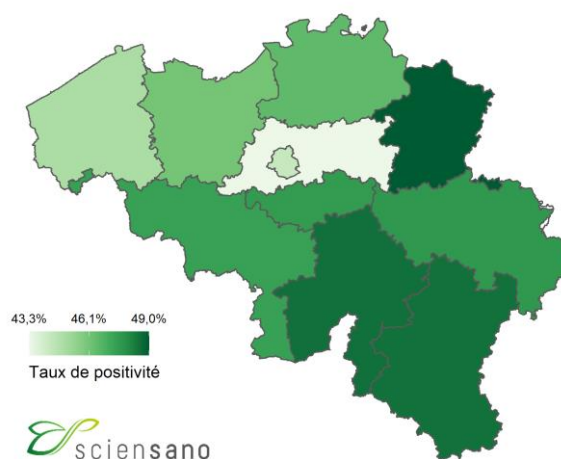 43,3% 46,1% 49,0%
Taux de positivité
sciensano